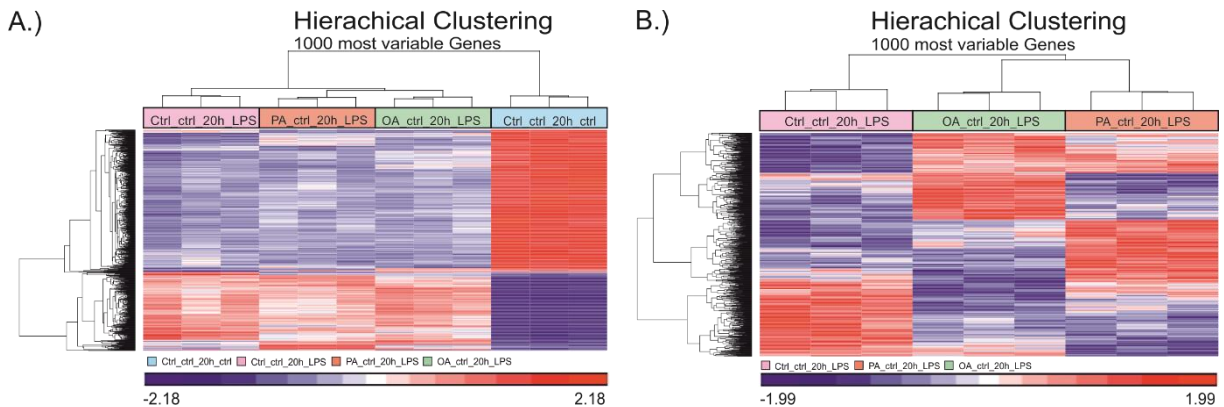 A.)
Hierachical Clustering
1000 most variable Genes
Ctrl_ctrl_20h_LPS PA_ctrl_20h_LPS OA_ctrl_20h_LPS Ctrl_ctrl_20h_ctrl
Ctrl_ctrl_20h_ctrl Ctrl_ctrl_20h_LPS PA_ctrl_20h_LPS OA_ctrl_20h_LPS
-2.18 2.18
B.)
Hierachical Clustering
1000 most variable Genes
Ctrl_ctrl_20h_LPS OA_ctrl_20h_LPS PA_ctrl_20h_LPS
Ctrl_ctrl_20h_LPS PA_ctrl_20h_LPS OA_ctrl_20h_LPS
-1.99 1.99